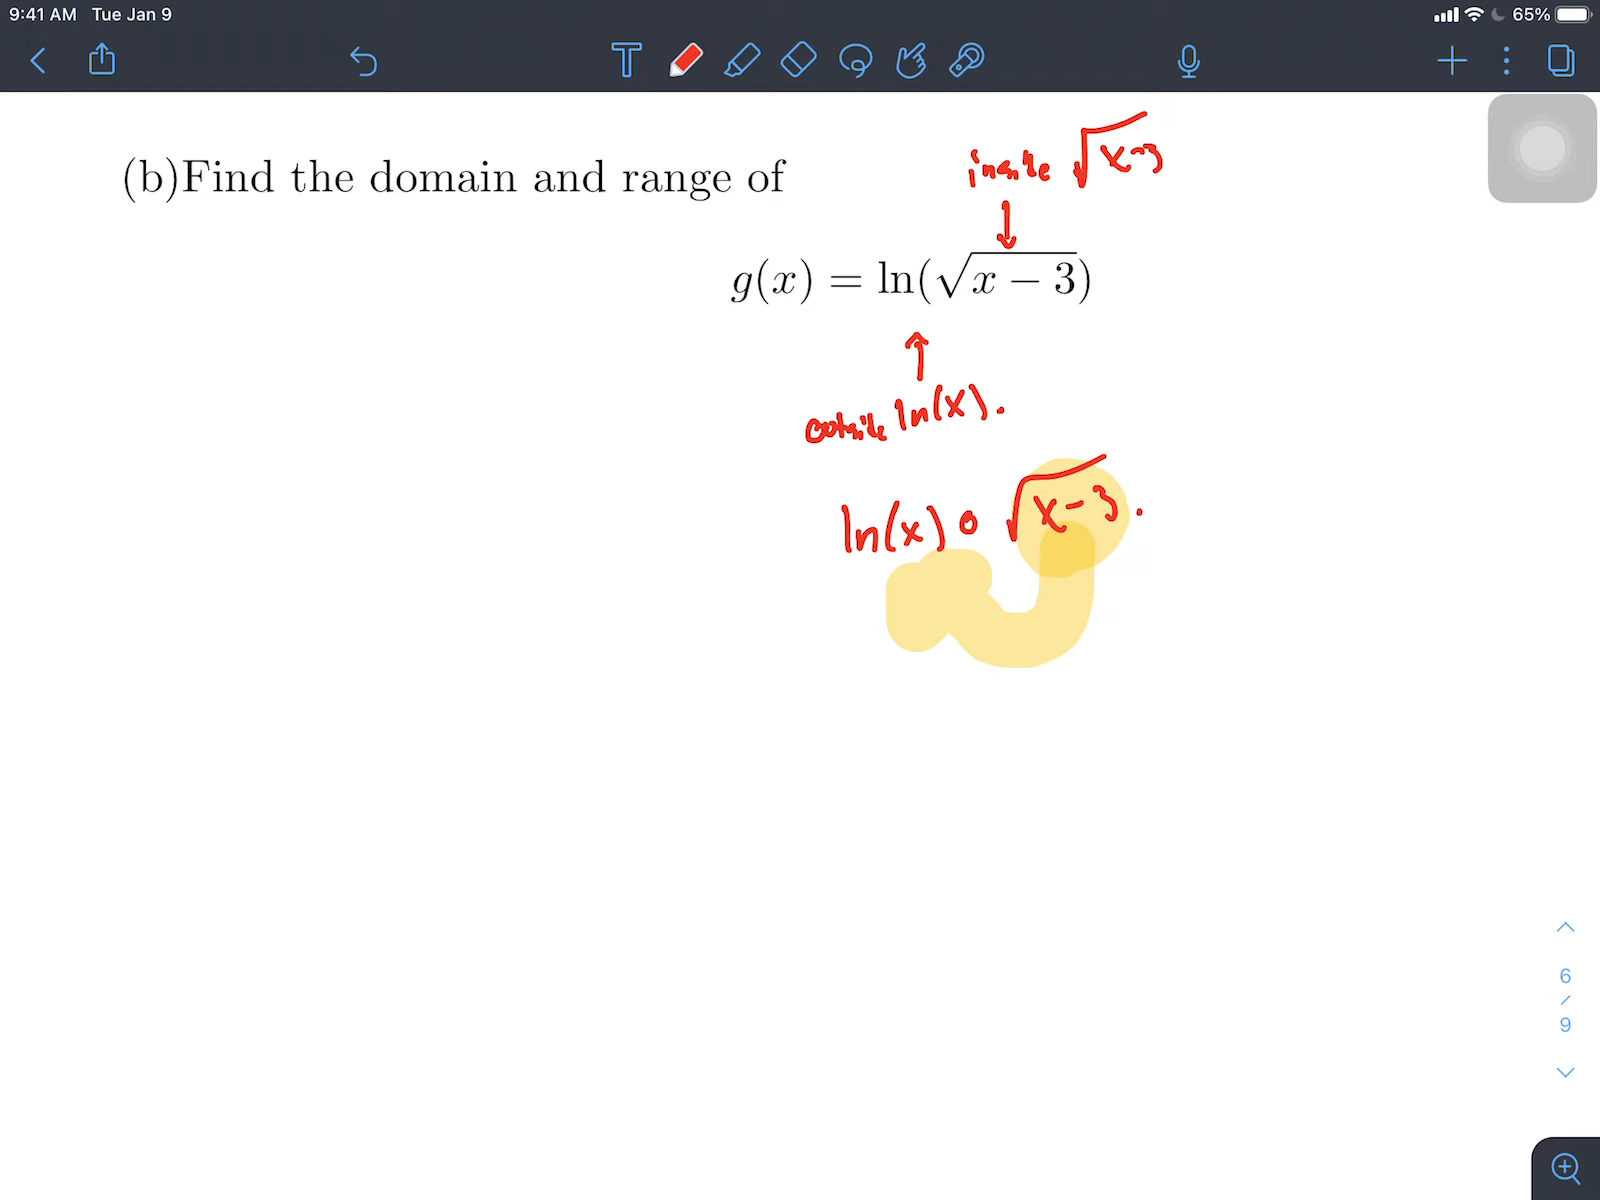 9:41 AM Tue Jan 9
65%
(b)Find the domain and range of
inside √x-3
g(x) = ln(√x − 3)
outside ln(x).
ln(x) ∘ √x-3.
6
/
9